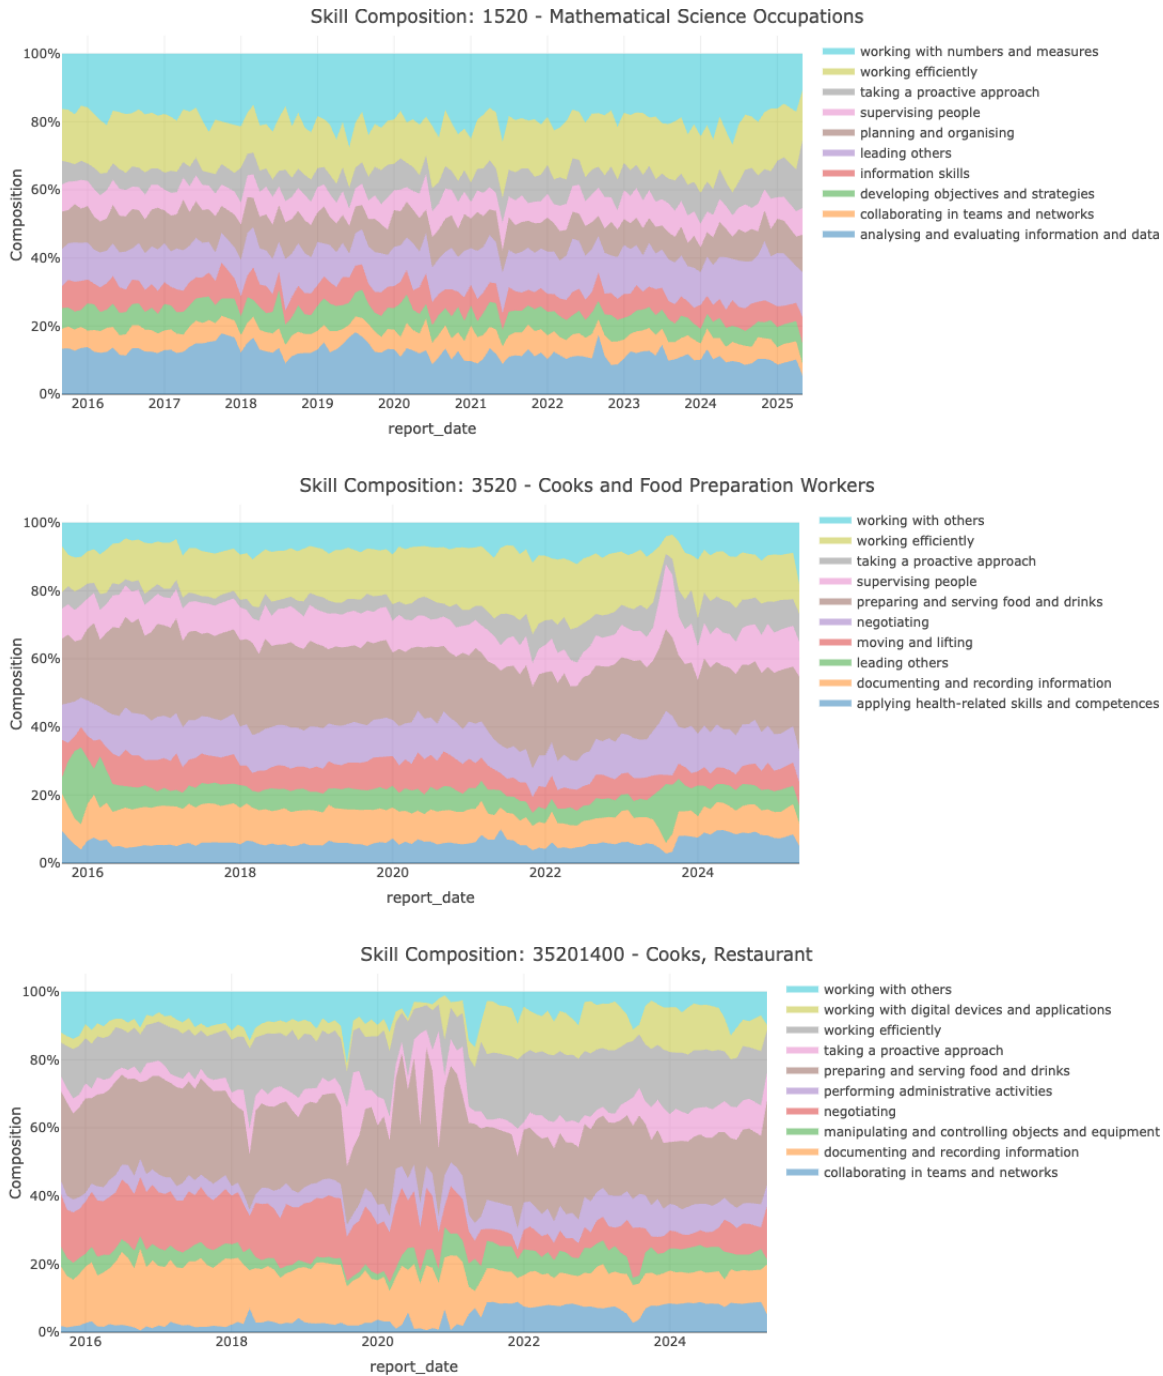 Skill Composition: 1520 - Mathematical Science Occupations
100%
80%
60%
40%
20%
0%
Composition
2016 2017 2018 2019 2020 2021 2022 2023 2024 2025
report_date
working with numbers and measures
working efficiently
taking a proactive approach
supervising people
planning and organising
leading others
information skills
developing objectives and strategies
collaborating in teams and networks
analysing and evaluating information and data
Skill Composition: 3520 - Cooks and Food Preparation Workers
100%
80%
60%
40%
20%
0%
Composition
2016 2018 2020 2022 2024
report_date
working with others
working efficiently
taking a proactive approach
supervising people
preparing and serving food and drinks
negotiating
moving and lifting
leading others
documenting and recording information
applying health-related skills and competences
Skill Composition: 35201400 - Cooks, Restaurant
100%
80%
60%
40%
20%
0%
Composition
2016 2018 2020 2022 2024
report_date
working with others
working with digital devices and applications
working efficiently
taking a proactive approach
preparing and serving food and drinks
performing administrative activities
negotiating
manipulating and controlling objects and equipment
documenting and recording information
collaborating in teams and networks